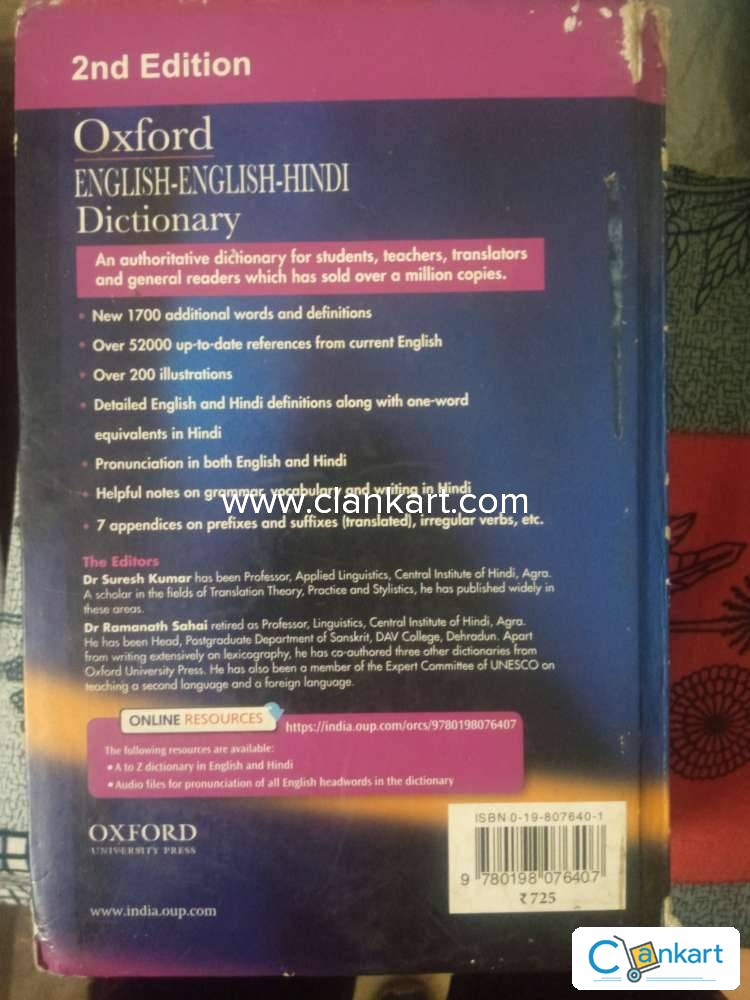 2nd Edition
Oxford
ENGLISH-ENGLISH-HINDI
Dictionary
An authoritative dictionary for students, teachers, translators
and general readers which has sold over a million copies.
• New 1700 additional words and definitions
• Over 52000 up-to-date references from current English
• Over 200 illustrations
• Detailed English and Hindi definitions along with one-word
equivalents in Hindi
• Pronunciation in both English and Hindi
• Helpful notes on grammar, vocabulary and writing in Hindi
www.clankart.com
• 7 appendices on prefixes and suffixes (translated), irregular verbs, etc.
The Editors
Dr Suresh Kumar has been Professor, Applied Linguistics, Central Institute of Hindi, Agra.
A scholar in the fields of Translation Theory, Practice and Stylistics, he has published widely in
these areas.
Dr Ramanath Sahai retired as Professor, Linguistics, Central Institute of Hindi, Agra.
He has been Head, Postgraduate Department of Sanskrit, DAV College, Dehradun. Apart
from writing extensively on lexicography, he has co-authored three other dictionaries from
Oxford University Press. He has also been a member of the Expert Committee of UNESCO on
teaching a second language and a foreign language.
ONLINE RESOURCES https://india.oup.com/orcs/9780198076407
The following resources are available:
• A to Z dictionary in English and Hindi
• Audio files for pronunciation of all English headwords in the dictionary
OXFORD
UNIVERSITY PRESS
www.india.oup.com
ISBN 0-19-807640-1
9 780198 076407
₹ 725
Clankart